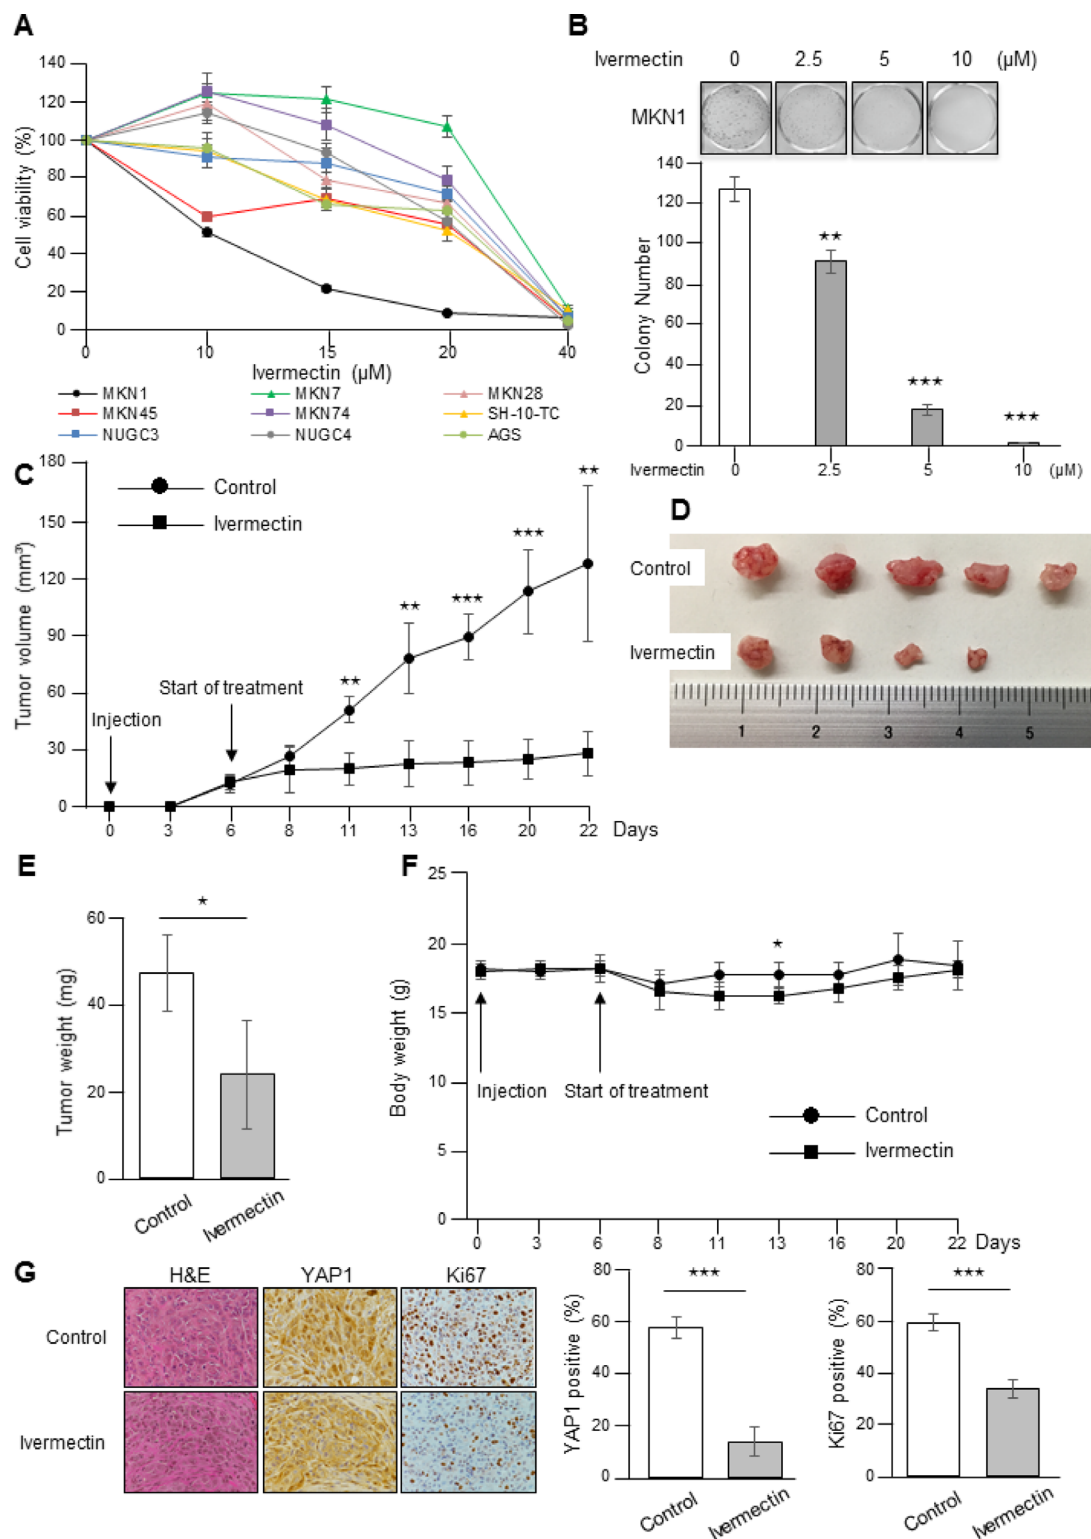 A
140
120
100
80
60
40
20
0
Cell viability (%)
0 10 15 20 40
Ivermectin (µM)
MKN1 MKN7 MKN28
MKN45 MKN74 SH-10-TC
NUGC3 NUGC4 AGS
B
Ivermectin 0 2.5 5 10 (µM)
MKN1
140
120
100
80
60
40
20
0
Colony Number
★★
★★★
★★★
Ivermectin 0 2.5 5 10 (µM)
C
180
150
120
90
60
30
0
Tumor volume (mm³)
Control
Ivermectin
Injection
Start of treatment
★★
★★
★★★
★★★
★★
0 3 6 8 11 13 16 20 22 Days
D
Control
Ivermectin
1 2 3 4 5
E
60
40
20
0
Tumor weight (mg)
★
Control Ivermectin
F
25
20
15
10
5
0
Body weight (g)
★
Injection Start of treatment
Control
Ivermectin
0 3 6 8 11 13 16 20 22 Days
G
H&E YAP1 Ki67
Control
Ivermectin
80
60
40
20
0
YAP1 positive (%)
★★★
Control Ivermectin
80
60
40
20
0
Ki67 positive (%)
★★★
Control Ivermectin